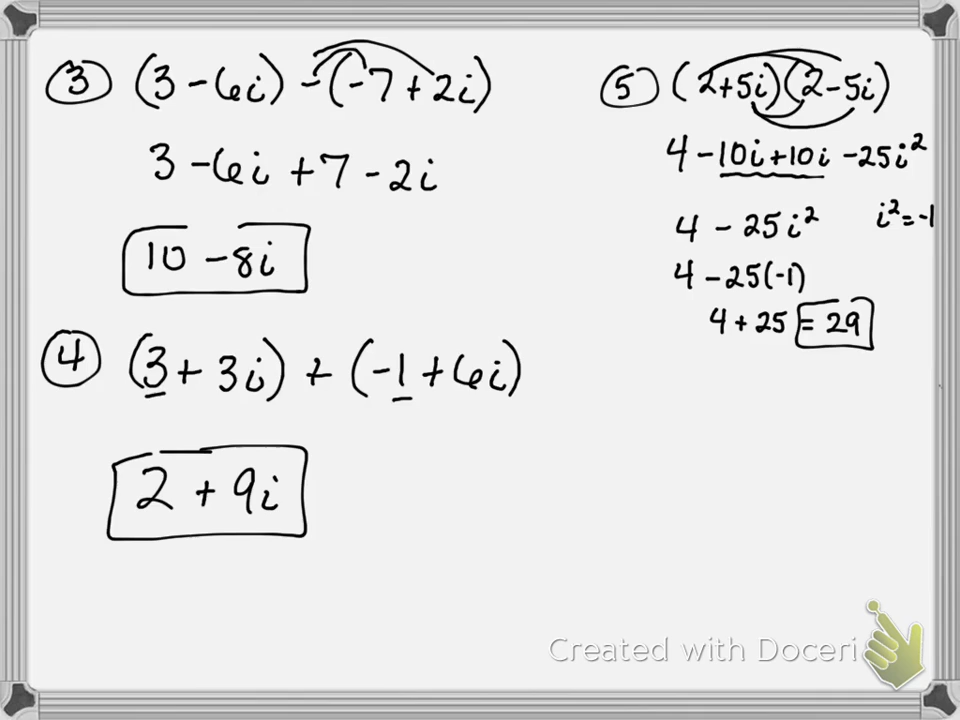 ③ (3 - 6i) - (-7 + 2i)
3 - 6i + 7 - 2i
10 - 8i
④ (3 + 3i) + (-1 + 6i)
2 + 9i
⑤ (2 + 5i)(2 - 5i)
4 - 10i + 10i - 25i²
4 - 25i² i² = -1
4 - 25(-1)
4 + 25 = 29
Created with Doceri